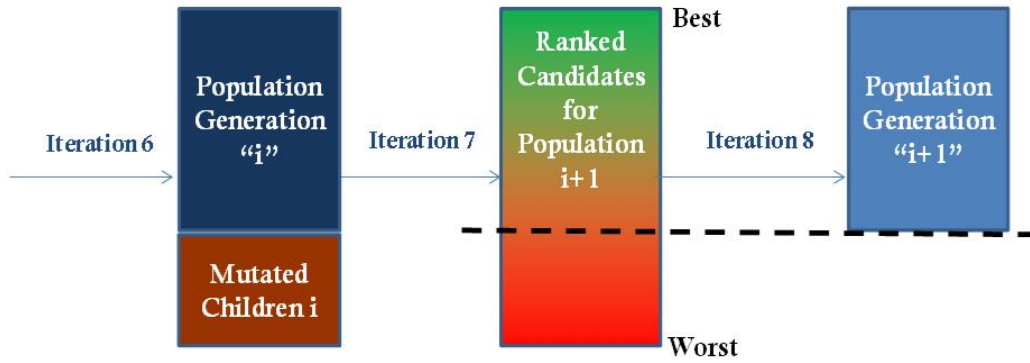 Iteration 6
Population
Generation
“i”
Mutated
Children i
Iteration 7
Best
Ranked
Candidates
for
Population
i+1
Worst
Iteration 8
Population
Generation
“i+1”